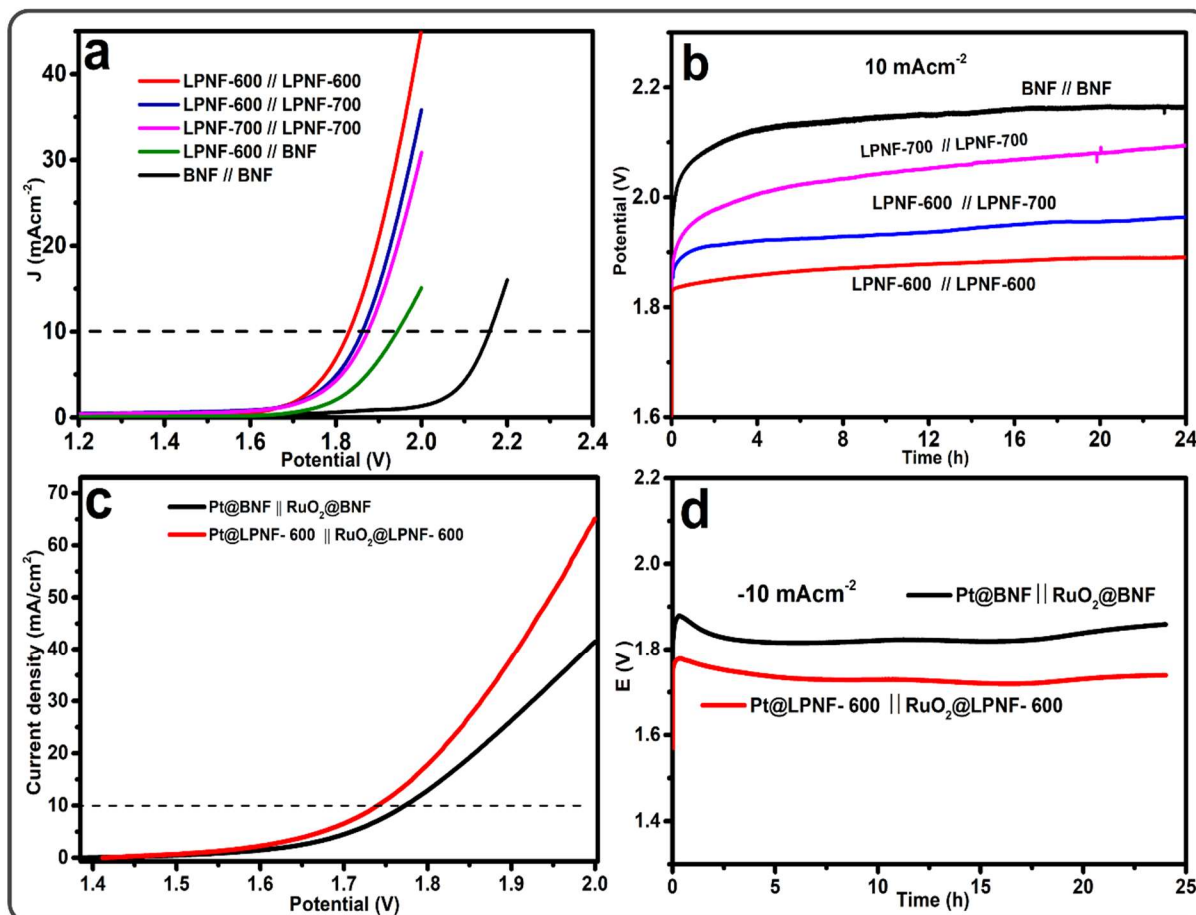 a
LPNF-600 // LPNF-600
LPNF-600 // LPNF-700
LPNF-700 // LPNF-700
LPNF-600 // BNF
BNF // BNF
J (mAcm⁻²)
40
30
20
10
0
1.2 1.4 1.6 1.8 2.0 2.2 2.4
Potential (V)
b
10 mAcm⁻²
BNF // BNF
LPNF-700 // LPNF-700
LPNF-600 // LPNF-700
LPNF-600 // LPNF-600
Potential (V)
2.2
2.0
1.8
1.6
0 4 8 12 16 20 24
Time (h)
c
Pt@BNF || RuO₂@BNF
Pt@LPNF- 600 || RuO₂@LPNF- 600
Current density (mA/cm²)
70
60
50
40
30
20
10
0
1.4 1.5 1.6 1.7 1.8 1.9 2.0
Potential (V)
d
-10 mAcm⁻²
Pt@BNF || RuO₂@BNF
Pt@LPNF- 600 || RuO₂@LPNF- 600
E (V)
2.2
2.1
2.0
1.8
1.7
1.6
1.4
0 5 10 15 20 25
Time (h)